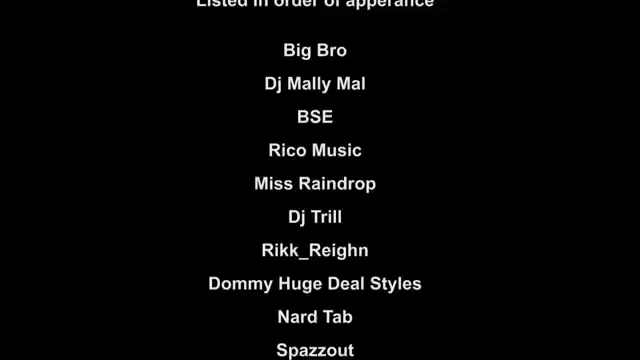 Listed in order of apperance
Big Bro
Dj Mally Mal
BSE
Rico Music
Miss Raindrop
Dj Trill
Rikk_Reighn
Dommy Huge Deal Styles
Nard Tab
Spazzout